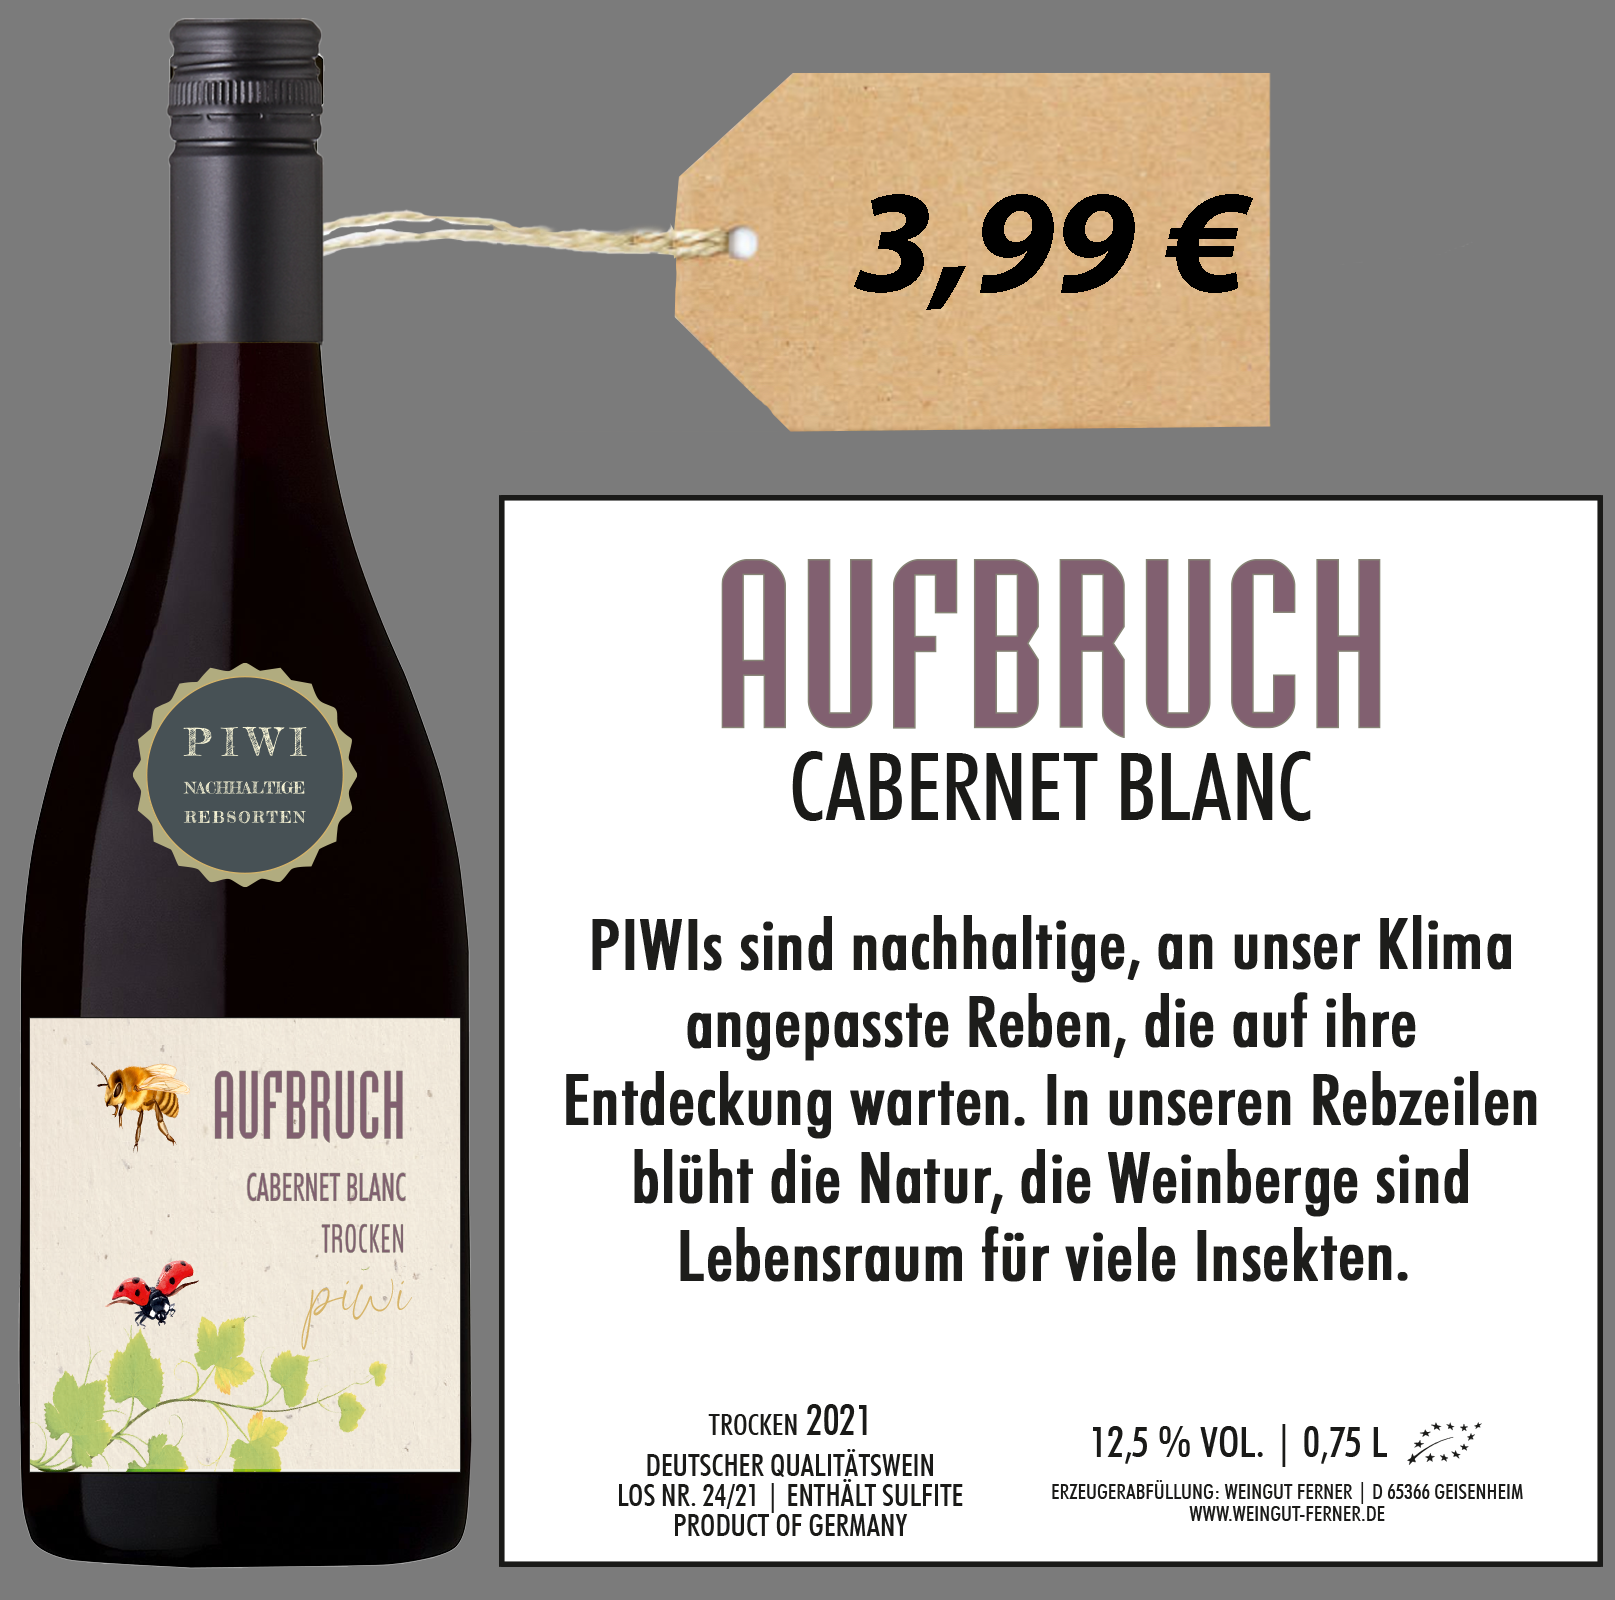 3,99 €
PIWI
NACHHALTIGE
REBSORTEN
AUFBRUCH
CABERNET BLANC
TROCKEN
piwi
AUFBRUCH
CABERNET BLANC
PIWIs sind nachhaltige, an unser Klima
angepasste Reben, die auf ihre
Entdeckung warten. In unseren Rebzeilen
blüht die Natur, die Weinberge sind
Lebensraum für viele Insekten.
TROCKEN 2021
DEUTSCHER QUALITÄTSWEIN
LOS NR. 24/21 | ENTHÄLT SULFITE
PRODUCT OF GERMANY
12,5 % VOL. | 0,75 L
ERZEUGERABFÜLLUNG: WEINGUT FERNER | D 65366 GEISENHEIM
WWW.WEINGUT-FERNER.DE